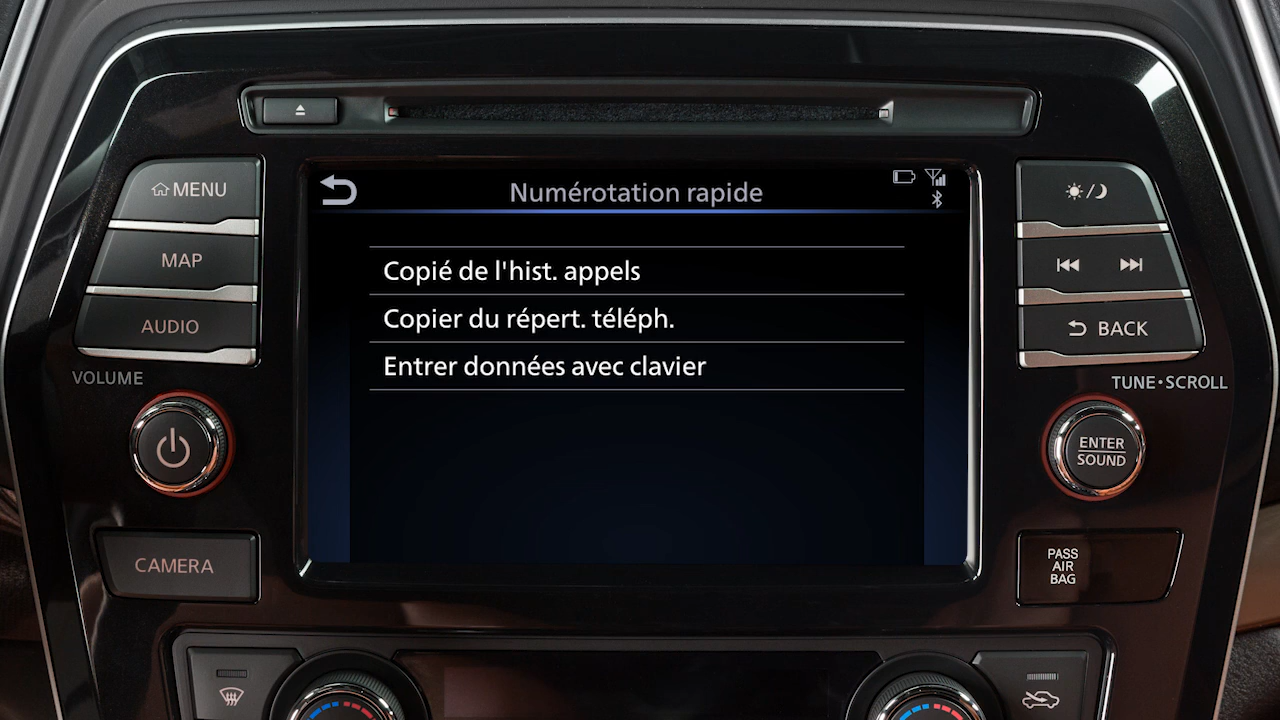 MENU
MAP
AUDIO
VOLUME
CAMERA
Numérotation rapide
Copié de l'hist. appels
Copier du répert. téléph.
Entrer données avec clavier
BACK
TUNE•SCROLL
ENTER
SOUND
PASS
AIR
BAG